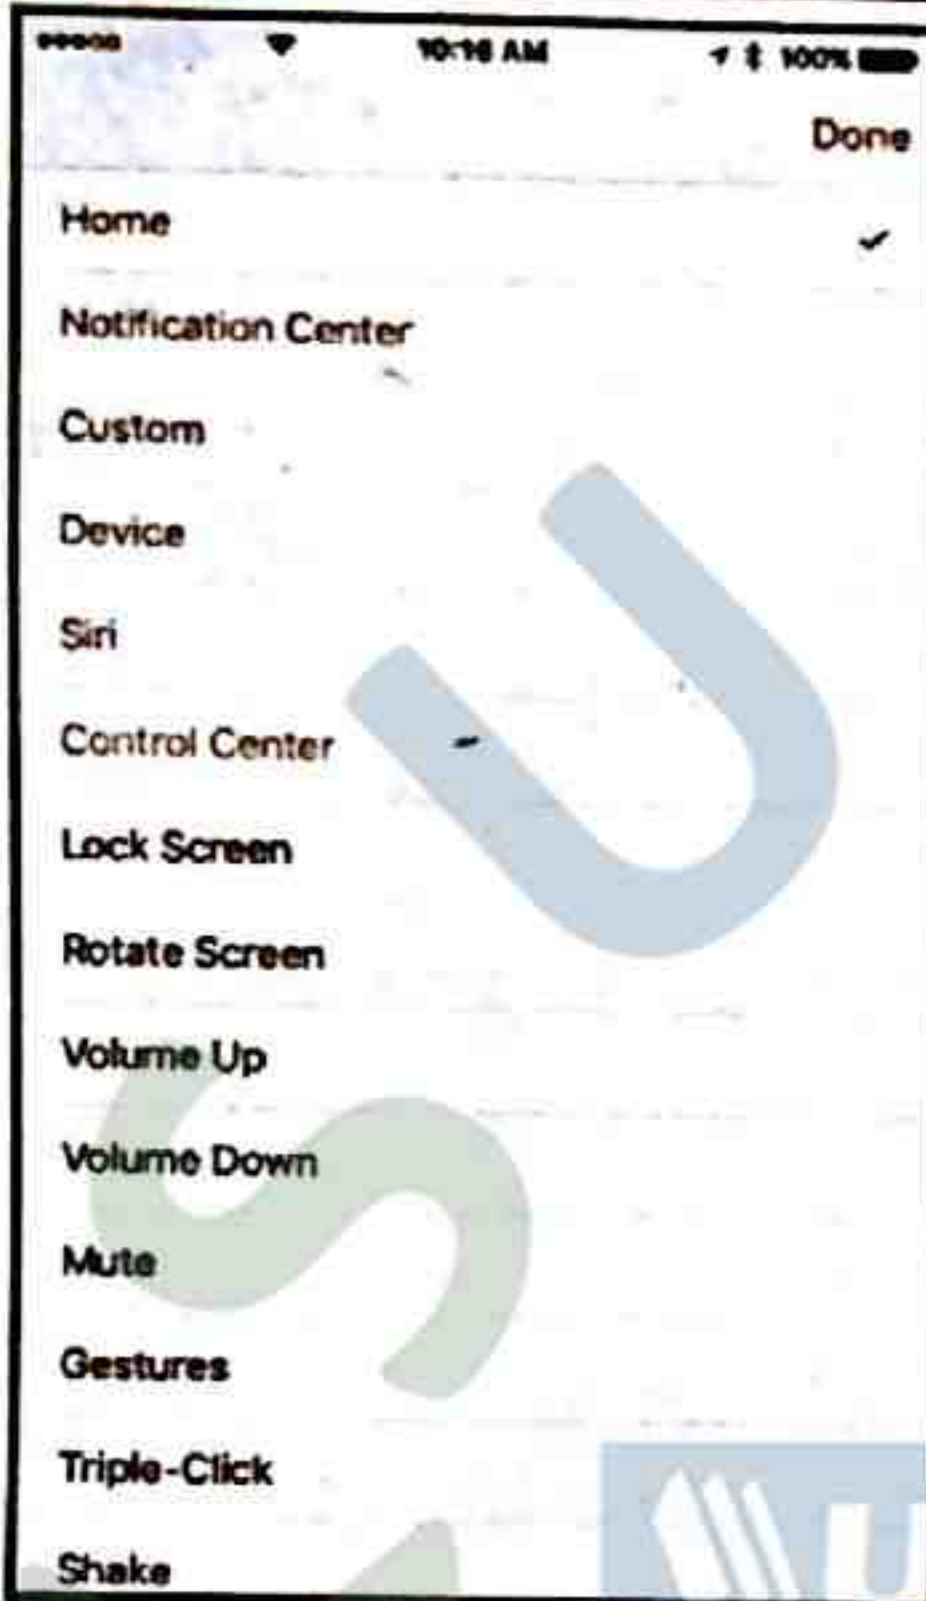 10:16 AM 100%
Done
Home
Notification Center
Custom
Device
Siri
Control Center
Lock Screen
Rotate Screen
Volume Up
Volume Down
Mute
Gestures
Triple-Click
Shake
S U
U